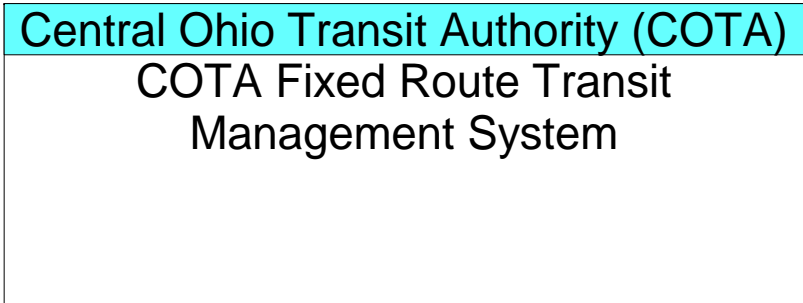 Central Ohio Transit Authority (COTA)
COTA Fixed Route Transit
Management System